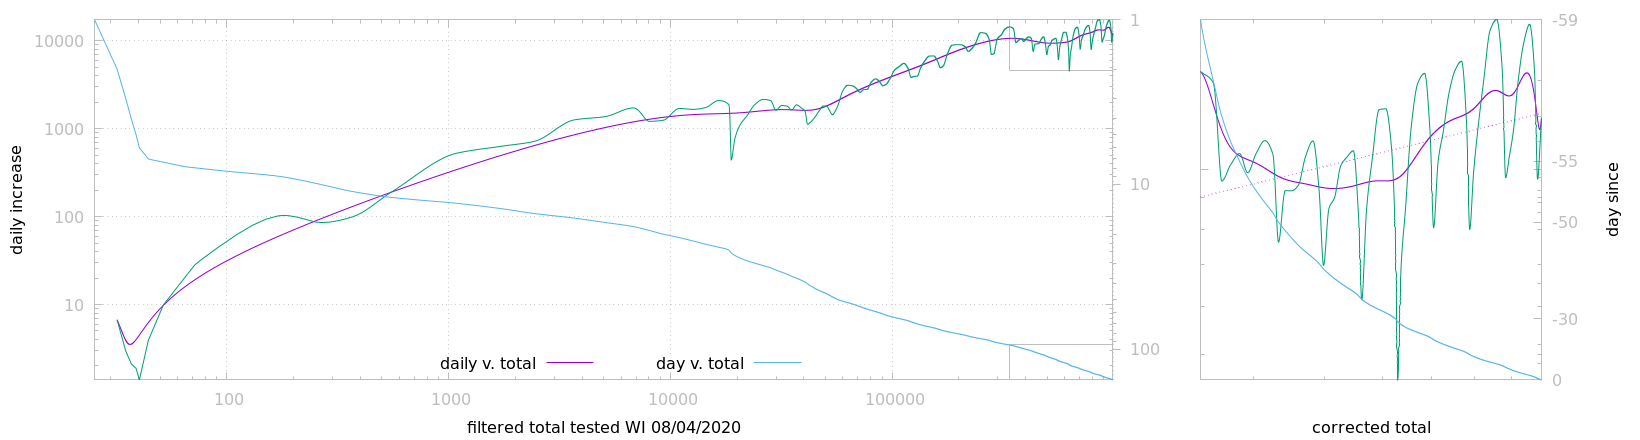 daily increase
10000
1000
100
10
daily v. total
day v. total
100
1000
10000
100000
filtered total tested WI 08/04/2020
1
10
100
-59
-55
-50
-30
0
day since
corrected total